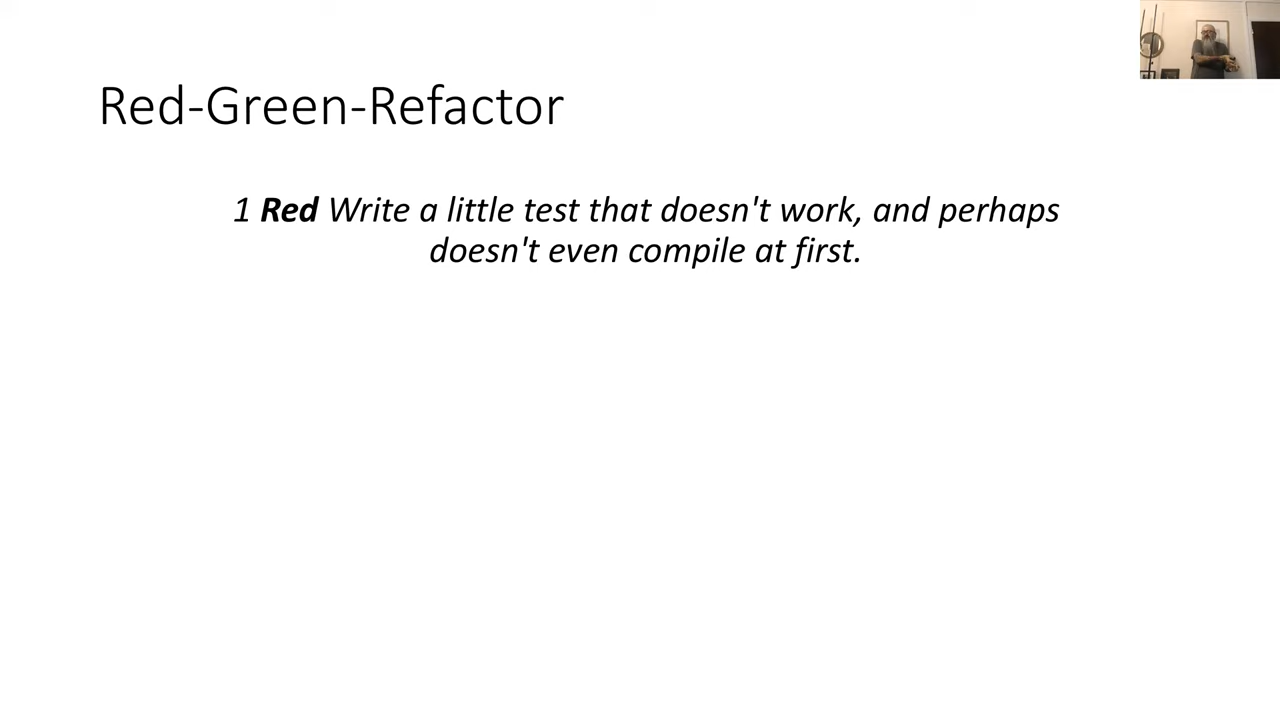 Red-Green-Refactor
1 Red Write a little test that doesn't work, and perhaps
doesn't even compile at first.